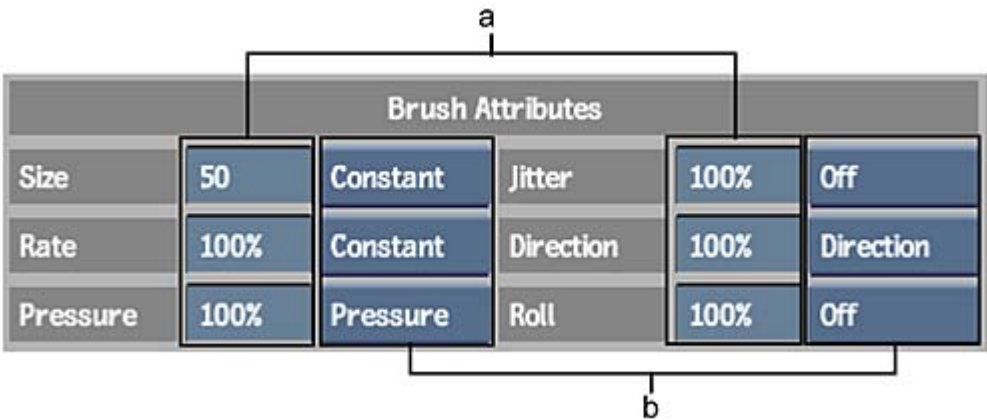 a
Brush Attributes
Size 50 Constant Jitter 100% Off
Rate 100% Constant Direction 100% Direction
Pressure 100% Pressure Roll 100% Off
b